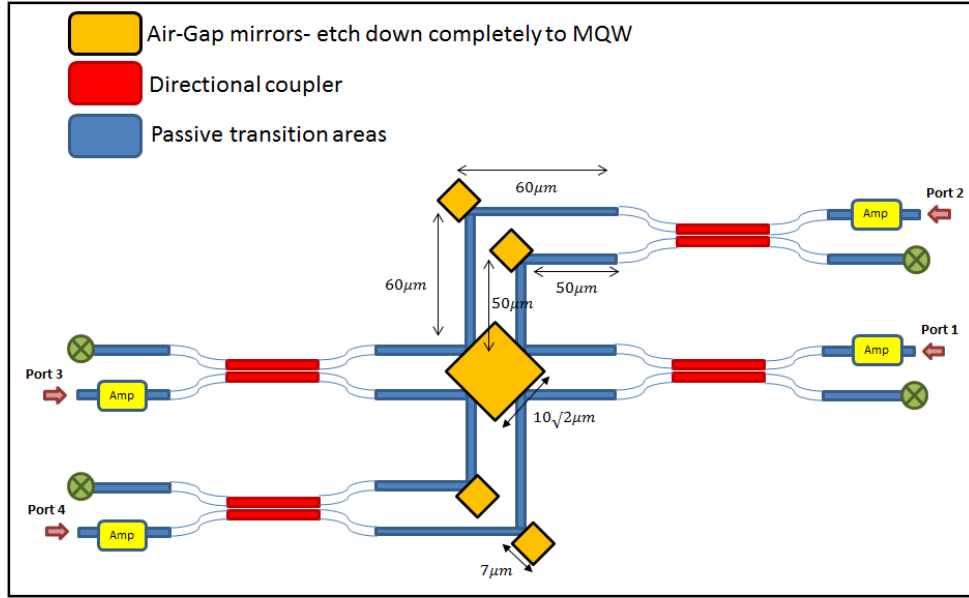 Air-Gap mirrors- etch down completely to MQW
Directional coupler
Passive transition areas
60μm
Port 2
Amp
60μm
50μm
50μm
Port 1
Amp
Port 3
Amp
10√2μm
Port 4
Amp
7μm